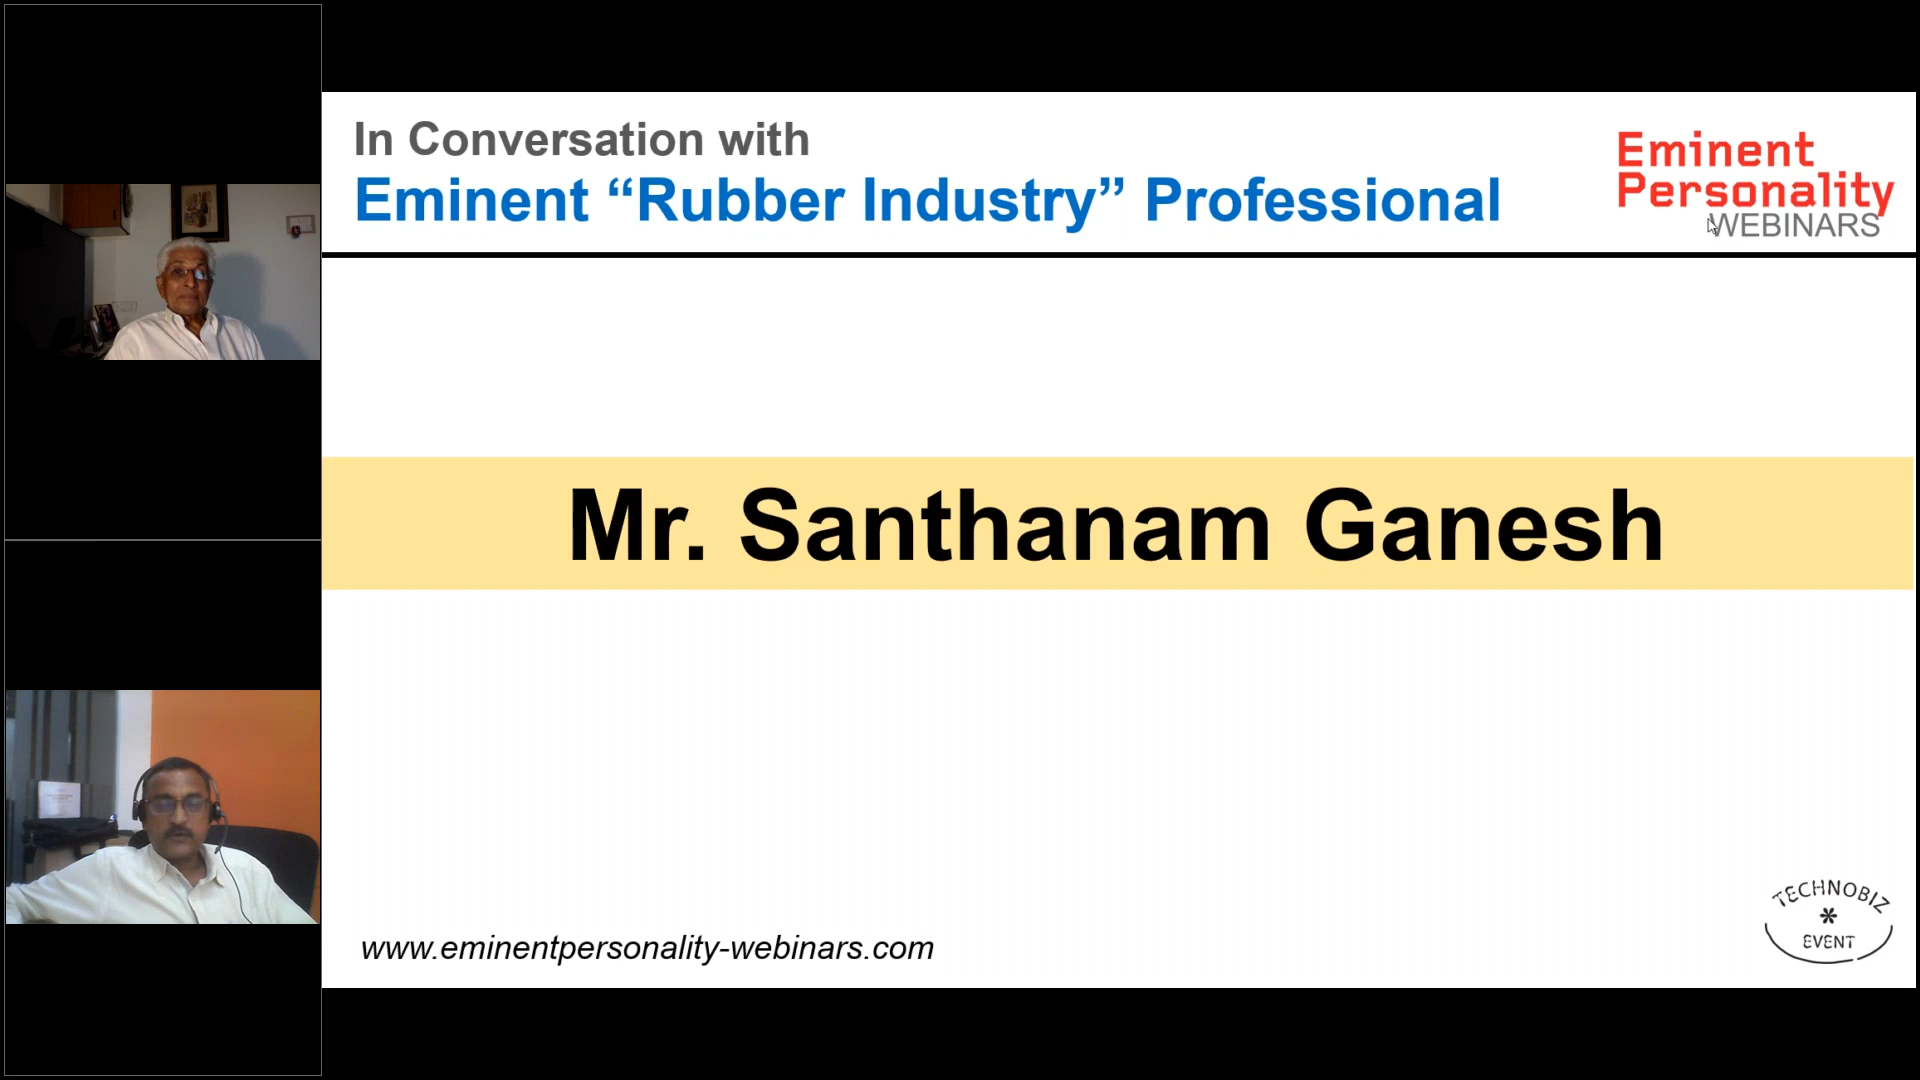 In Conversation with
Eminent “Rubber Industry” Professional
Eminent
Personality
WEBINARS
Mr. Santhanam Ganesh
www.eminentpersonality-webinars.com
TECHNOBIZ
EVENT